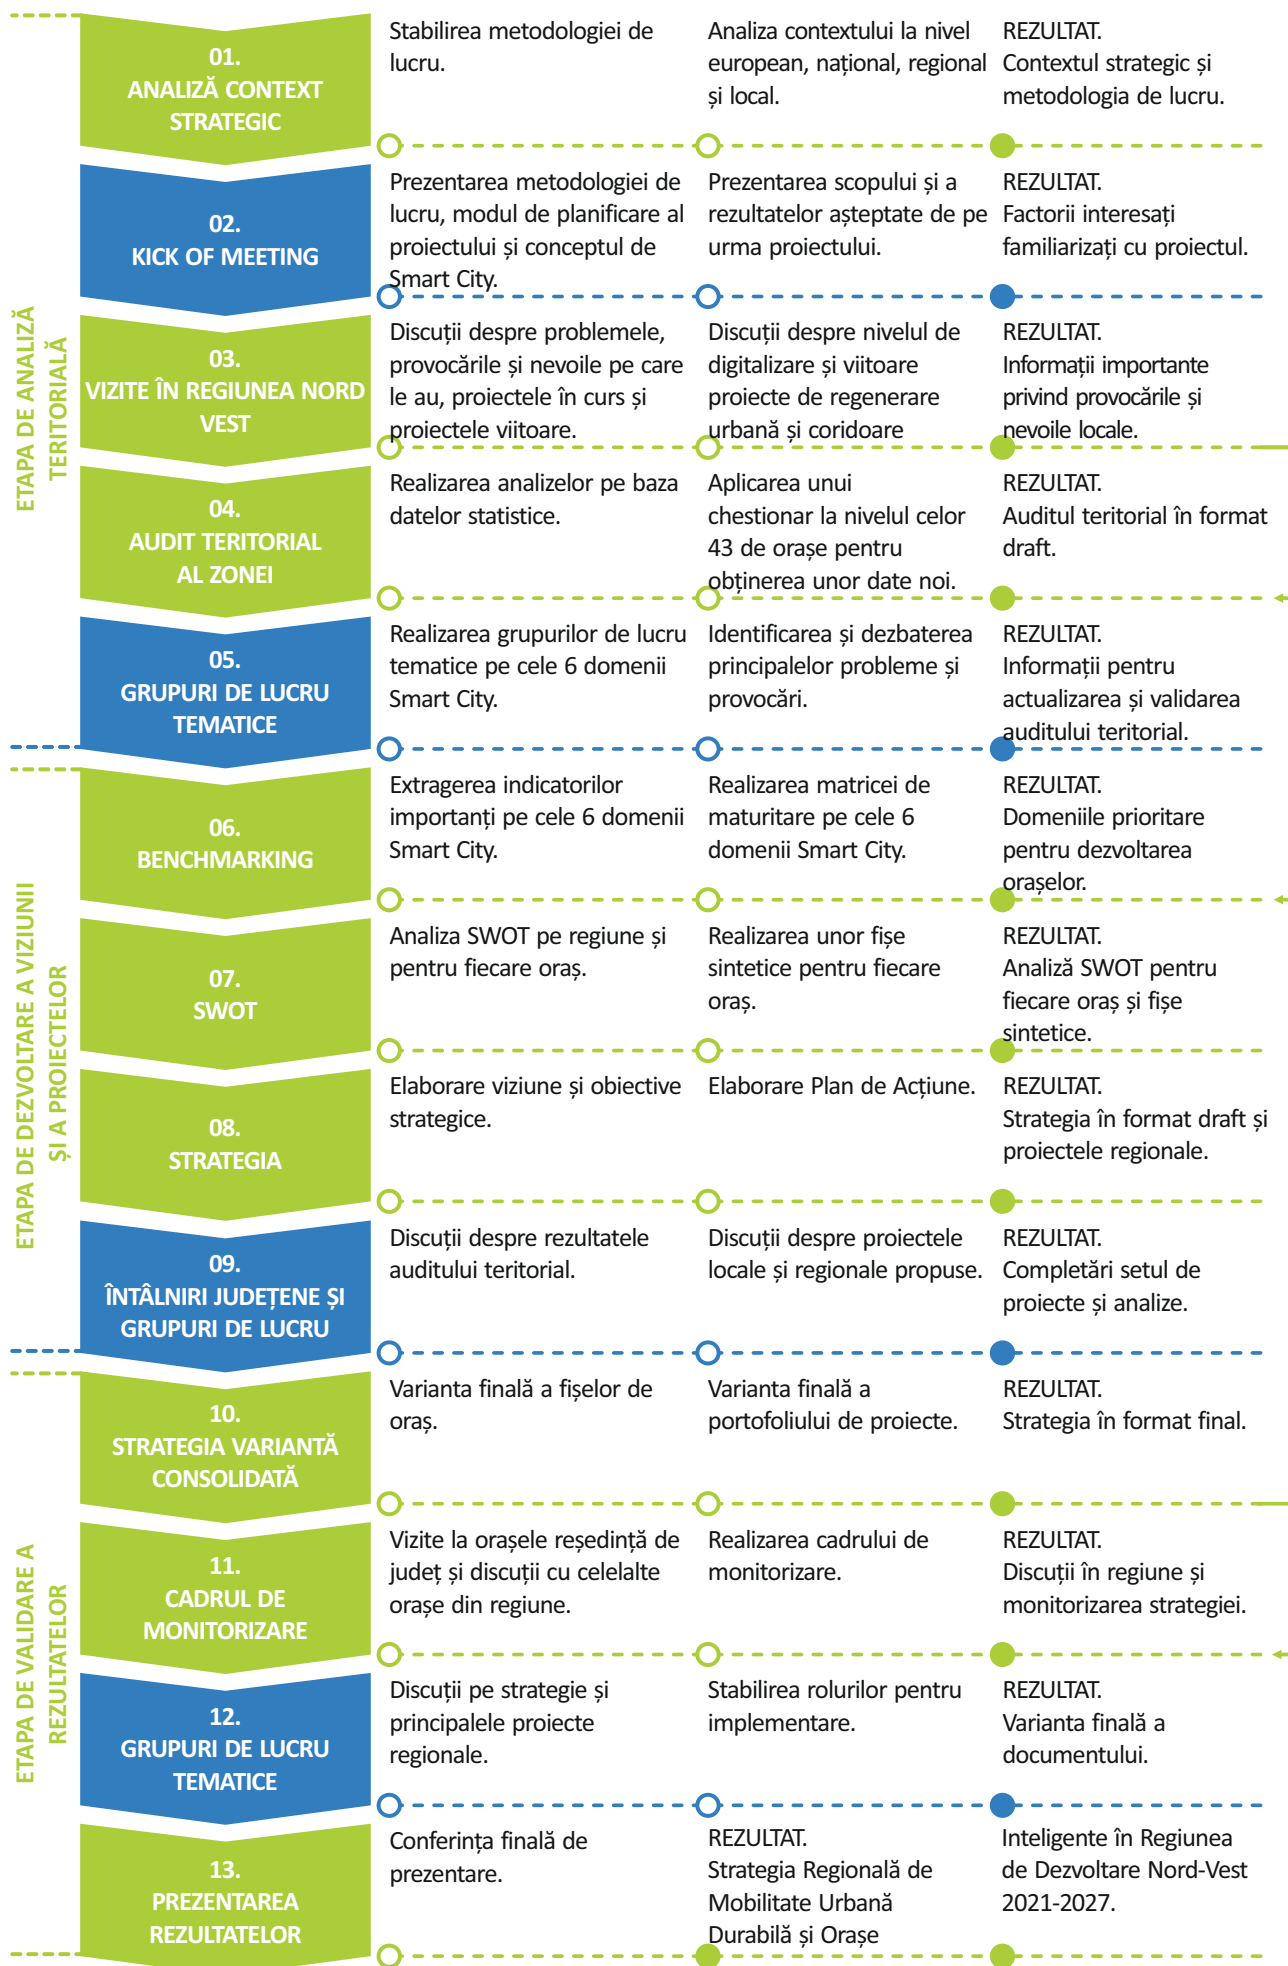 ETAPA DE ANALIZĂ
TERITORIALĂ
01.
ANALIZĂ CONTEXT
STRATEGIC
Stabilirea metodologiei de
lucru.
Analiza contextului la nivel
european, național, regional
și local.
REZULTAT.
Contextul strategic și
metodologia de lucru.
02.
KICK OF MEETING
Prezentarea metodologiei de
lucru, modul de planificare al
proiectului și conceptul de
Smart City.
Prezentarea scopului și a
rezultatelor așteptate de pe
urma proiectului.
REZULTAT.
Factorii interesați
familiarizați cu proiectul.
03.
VIZITE ÎN REGIUNEA NORD
VEST
Discuții despre problemele,
provocările și nevoile pe care
le au, proiectele în curs și
proiectele viitoare.
Discuții despre nivelul de
digitalizare și viitoare
proiecte de regenerare
urbană și coridoare
REZULTAT.
Informații importante
privind provocările și
nevoile locale.
04.
AUDIT TERITORIAL
AL ZONEI
Realizarea analizelor pe baza
datelor statistice.
Aplicarea unui
chestionar la nivelul celor
43 de orașe pentru
obținerea unor date noi.
REZULTAT.
Auditul teritorial în format
draft.
05.
GRUPURI DE LUCRU
TEMATICE
Realizarea grupurilor de lucru
tematice pe cele 6 domenii
Smart City.
Identificarea și dezbaterea
principalelor probleme și
provocări.
REZULTAT.
Informații pentru
actualizarea și validarea
auditului teritorial.
ETAPA DE DEZVOLTARE A VIZIUNII
ȘI A PROIECTELOR
06.
BENCHMARKING
Extragerea indicatorilor
importanți pe cele 6 domenii
Smart City.
Realizarea matricei de
maturitare pe cele 6
domenii Smart City.
REZULTAT.
Domeniile prioritare
pentru dezvoltarea
orașelor.
07.
SWOT
Analiza SWOT pe regiune și
pentru fiecare oraș.
Realizarea unor fișe
sintetice pentru fiecare
oraș.
REZULTAT.
Analiză SWOT pentru
fiecare oraș și fișe
sintetice.
08.
STRATEGIA
Elaborare viziune și obiective
strategice.
Elaborare Plan de Acțiune.
REZULTAT.
Strategia în format draft și
proiectele regionale.
09.
ÎNTÂLNIRI JUDEȚENE ȘI
GRUPURI DE LUCRU
Discuții despre rezultatele
auditului teritorial.
Discuții despre proiectele
locale și regionale propuse.
REZULTAT.
Completări setul de
proiecte și analize.
ETAPA DE VALIDARE A
REZULTATELOR
10.
STRATEGIA VARIANTĂ
CONSOLIDATĂ
Varianta finală a fișelor de
oraș.
Varianta finală a
portofoliului de proiecte.
REZULTAT.
Strategia în format final.
11.
CADRUL DE
MONITORIZARE
Vizite la orașele reședință de
județ și discuții cu celelalte
orașe din regiune.
Realizarea cadrului de
monitorizare.
REZULTAT.
Discuții în regiune și
monitorizarea strategiei.
12.
GRUPURI DE LUCRU
TEMATICE
Discuții pe strategie și
principalele proiecte
regionale.
Stabilirea rolurilor pentru
implementare.
REZULTAT.
Varianta finală a
documentului.
13.
PREZENTAREA
REZULTATELOR
Conferința finală de
prezentare.
REZULTAT.
Strategia Regională de
Mobilitate Urbană
Durabilă și Orașe
Inteligente în Regiunea
de Dezvoltare Nord-Vest
2021-2027.